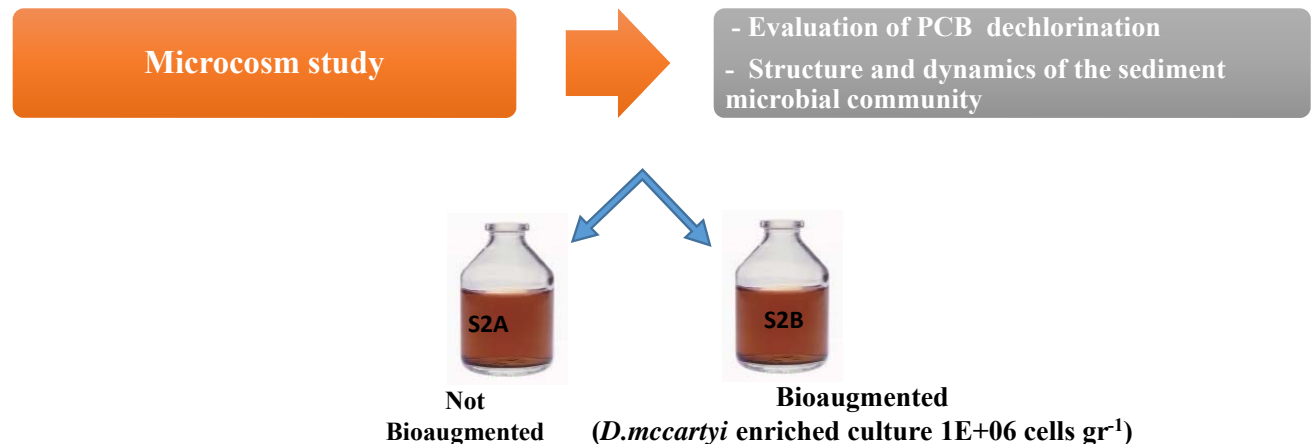 Microcosm study
- Evaluation of PCB dechlorination
- Structure and dynamics of the sediment
microbial community
S2A
S2B
Not
Bioaugmented
Bioaugmented
(D.mccartyi enriched culture 1E+06 cells gr⁻¹)